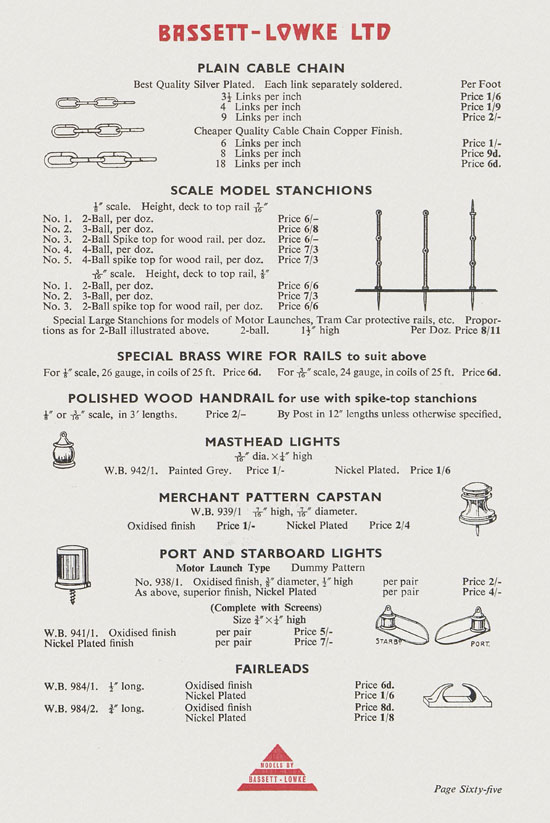 BASSETT-LOWKE LTD
PLAIN CABLE CHAIN
Best Quality Silver Plated. Each link separately soldered. Per Foot
3½ Links per inch Price 1/6
4 Links per inch Price 1/9
9 Links per inch Price 2/-
Cheaper Quality Cable Chain Copper Finish.
6 Links per inch Price 1/-
8 Links per inch Price 9d.
18 Links per inch Price 6d.
SCALE MODEL STANCHIONS
⅛″ scale. Height, deck to top rail 7/16″
No. 1. 2-Ball, per doz. Price 6/-
No. 2. 3-Ball, per doz. Price 6/8
No. 3. 2-Ball Spike top for wood rail, per doz. Price 6/-
No. 4. 4-Ball, per doz. Price 7/3
No. 5. 4-Ball spike top for wood rail, per doz. Price 7/3
3/16″ scale. Height, deck to top rail, ⅝″
No. 1. 2-Ball, per doz. Price 6/6
No. 2. 3-Ball, per doz. Price 7/3
No. 3. 2-Ball spike top for wood rail, per doz. Price 6/6
Special Large Stanchions for models of Motor Launches, Tram Car protective rails, etc. Propor-
tions as for 2-Ball illustrated above. 2-ball. 1½″ high Per Doz. Price 8/11
SPECIAL BRASS WIRE FOR RAILS to suit above
For ⅛″ scale, 26 gauge, in coils of 25 ft. Price 6d. For 3/16″ scale, 24 gauge, in coils of 25 ft. Price 6d.
POLISHED WOOD HANDRAIL for use with spike-top stanchions
⅛″ or 3/16″ scale, in 3′ lengths. Price 2/- By Post in 12″ lengths unless otherwise specified.
MASTHEAD LIGHTS
3/16″ dia. × ¼″ high
W.B. 942/1. Painted Grey. Price 1/- Nickel Plated. Price 1/6
MERCHANT PATTERN CAPSTAN
W.B. 939/1 7/16″ high, 7/16″ diameter.
Oxidised finish Price 1/- Nickel Plated Price 2/4
PORT AND STARBOARD LIGHTS
Motor Launch Type Dummy Pattern
No. 938/1. Oxidised finish, ⅜″ diameter, ½″ high per pair Price 2/-
As above, superior finish, Nickel Plated per pair Price 4/-
(Complete with Screens)
Size ¾″ × ¼″ high
W.B. 941/1. Oxidised finish per pair Price 5/-
Nickel Plated finish per pair Price 7/-
STARBD
PORT.
FAIRLEADS
W.B. 984/1. ½″ long. Oxidised finish Price 6d.
Nickel Plated Price 1/6
W.B. 984/2. ¾″ long. Oxidised finish Price 8d.
Nickel Plated Price 1/8
MODELS BY
BASSETT-LOWKE
Page Sixty-five